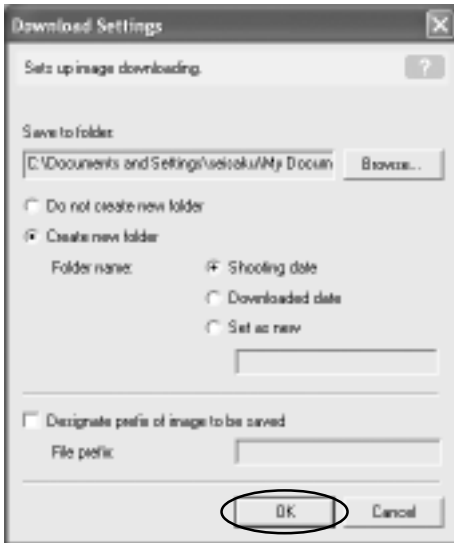 Download Settings
Sets up image downloading.
?
Save to folder:
C:\Documents and Settings\seisaku\My Docum
Browse...
Do not create new folder
Create new folder
Folder name:
Shooting date
Downloaded date
Set as new
Designate prefix of image to be saved
File prefix:
OK
Cancel